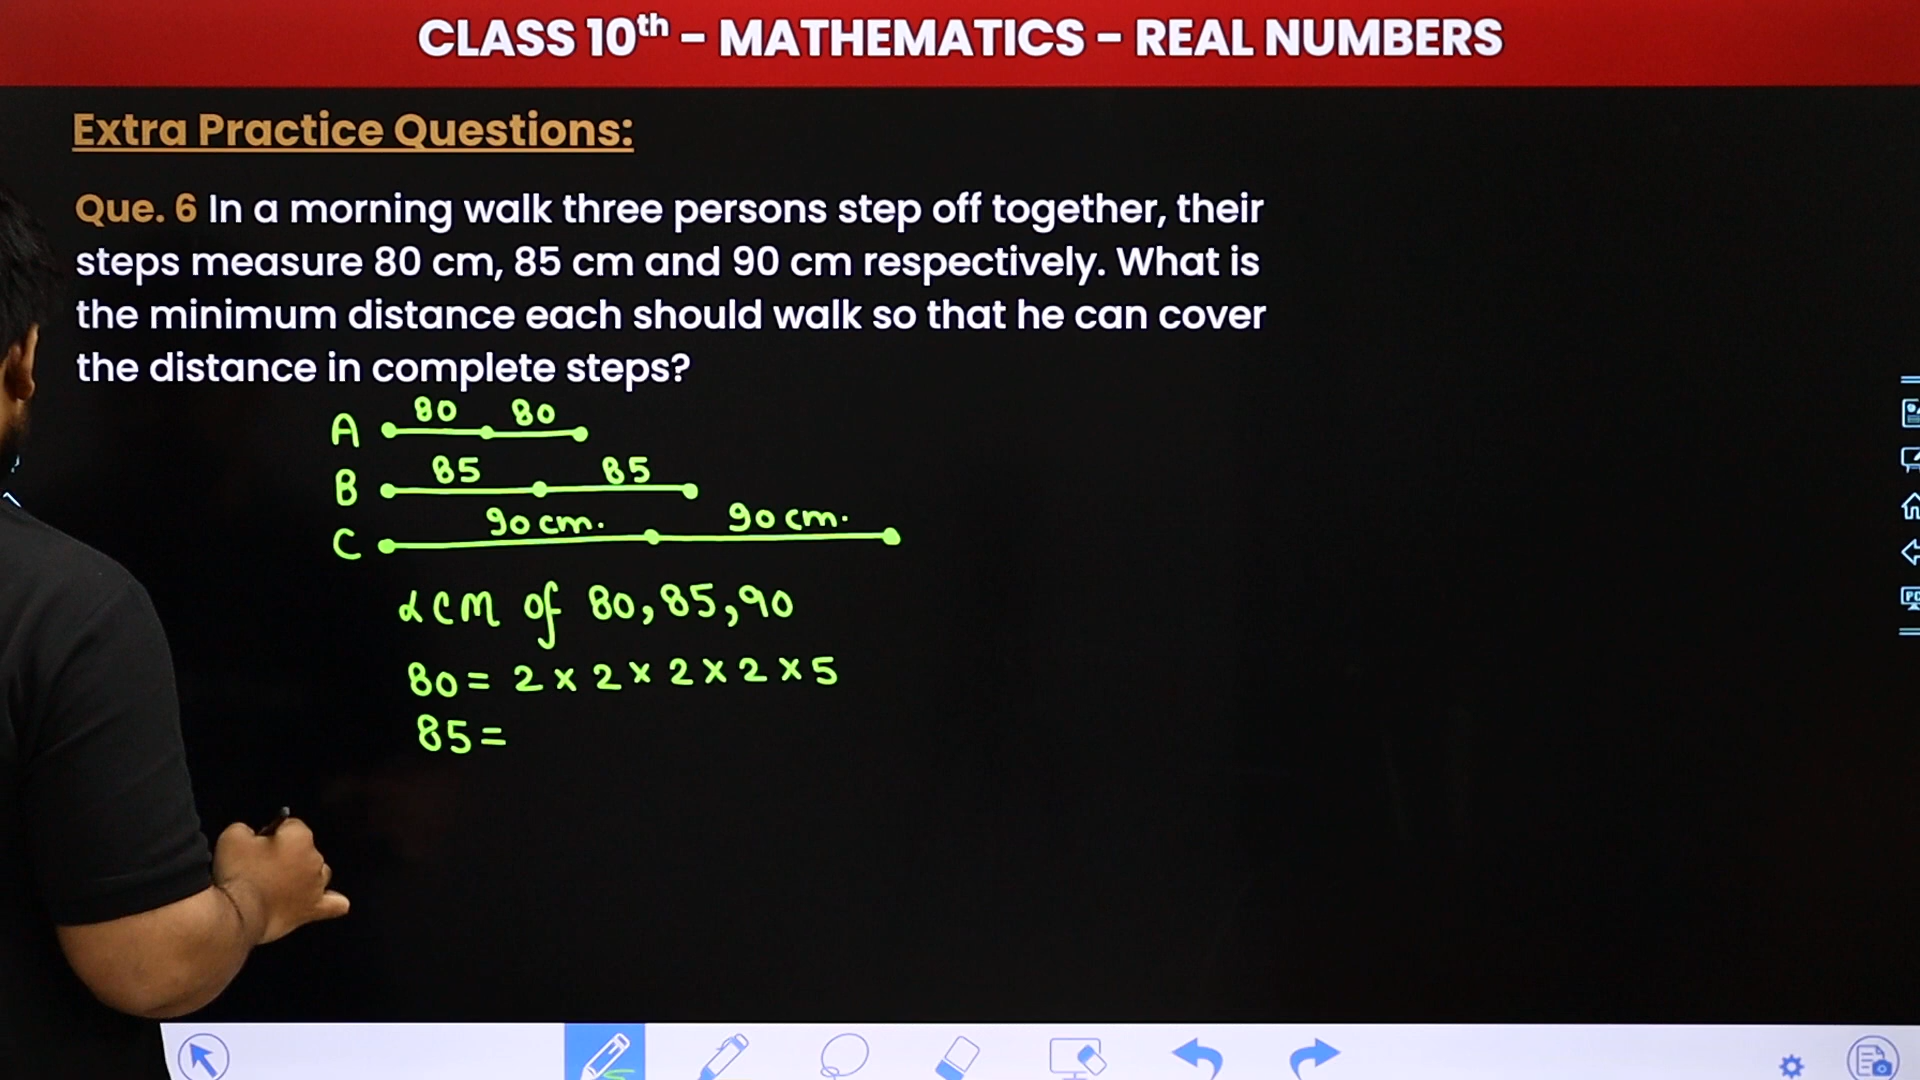 CLASS 10th - MATHEMATICS - REAL NUMBERS
Extra Practice Questions:
Que. 6 In a morning walk three persons step off together, their
steps measure 80 cm, 85 cm and 90 cm respectively. What is
the minimum distance each should walk so that he can cover
the distance in complete steps?
A 80 80
B 85 85
C 90 cm. 90 cm.
LCM of 80, 85, 90
80 = 2 × 2 × 2 × 2 × 5
85 =